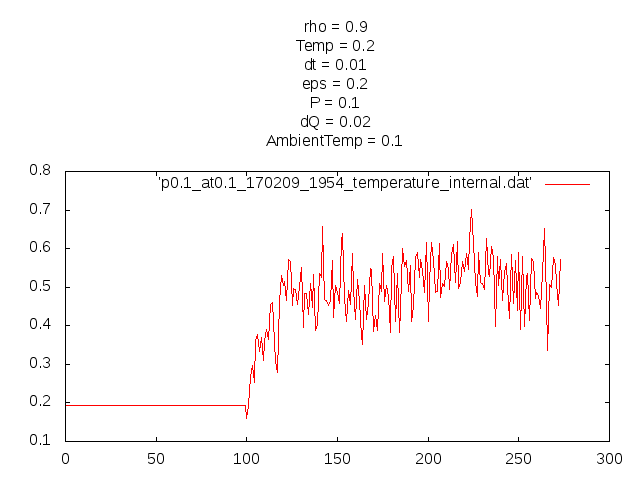 rho = 0.9
Temp = 0.2
dt = 0.01
eps = 0.2
P = 0.1
dQ = 0.02
AmbientTemp = 0.1
0.8
'p0.1_at0.1_170209_1954_temperature_internal.dat'
0.7
0.6
0.5
0.4
0.3
0.2
0.1
0 50 100 150 200 250 300